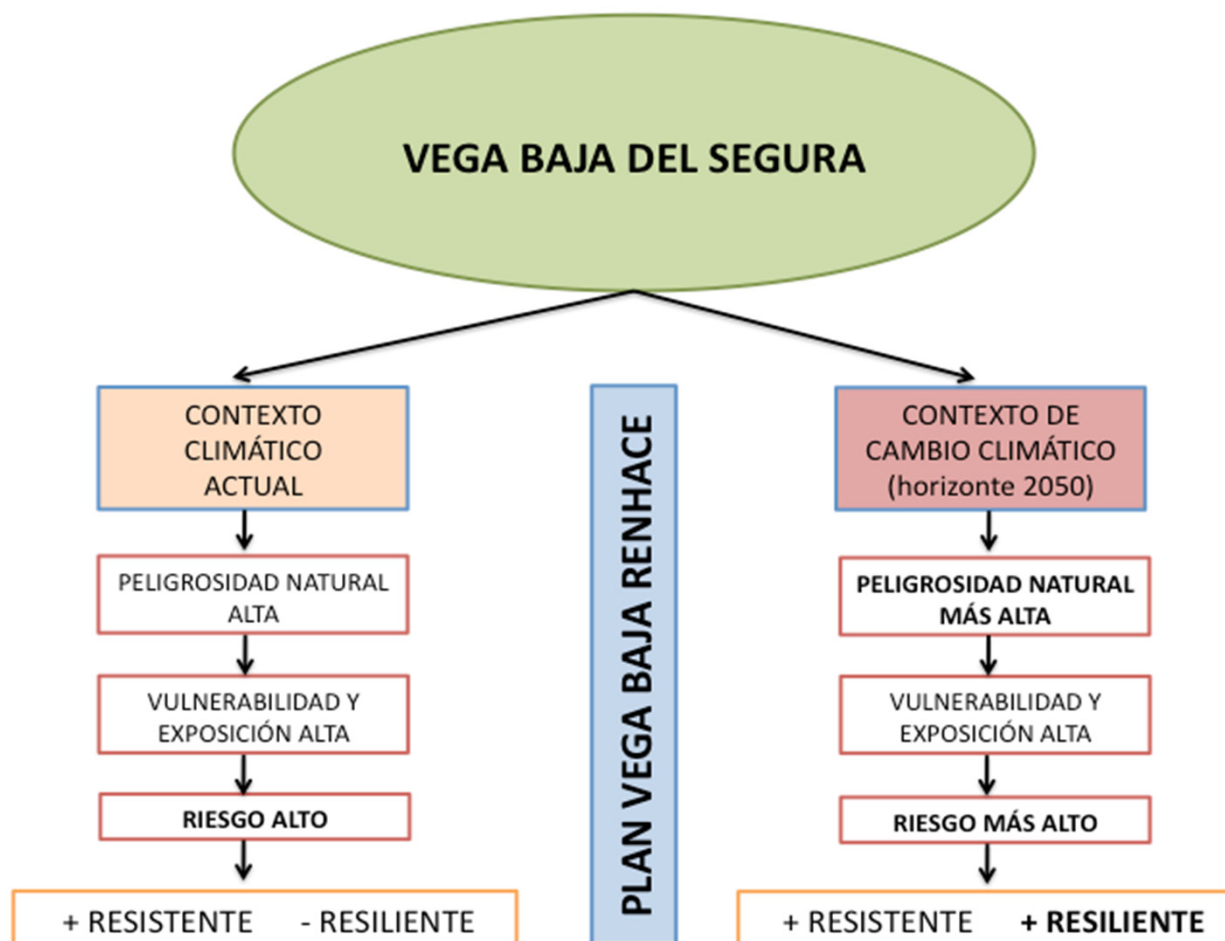 VEGA BAJA DEL SEGURA
CONTEXTO
CLIMÁTICO
ACTUAL
PELIGROSIDAD NATURAL
ALTA
VULNERABILIDAD Y
EXPOSICIÓN ALTA
RIESGO ALTO
+ RESISTENTE - RESILIENTE
PLAN VEGA BAJA RENHACE
CONTEXTO DE
CAMBIO CLIMÁTICO
(horizonte 2050)
PELIGROSIDAD NATURAL
MÁS ALTA
VULNERABILIDAD Y
EXPOSICIÓN ALTA
RIESGO MÁS ALTO
+ RESISTENTE + RESILIENTE